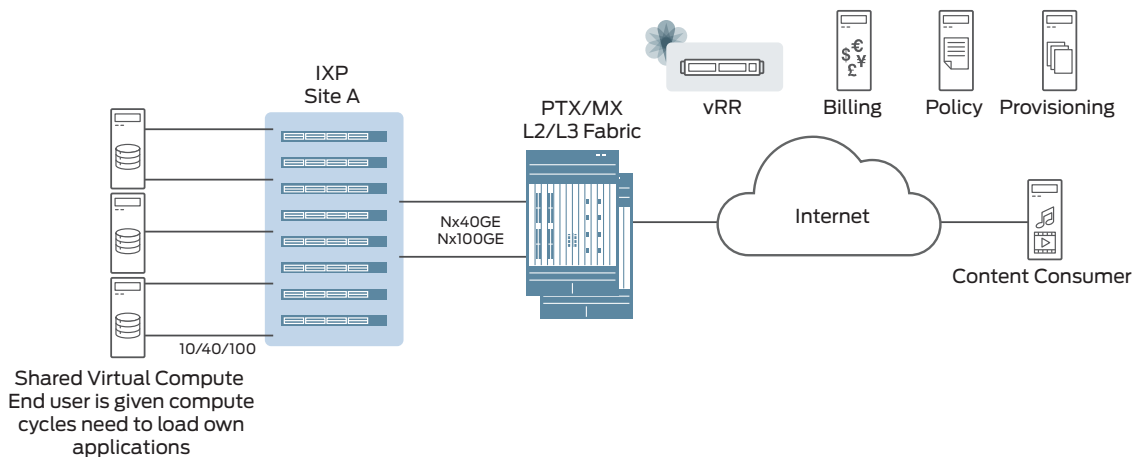 IXP
Site A
PTX/MX
L2/L3 Fabric
vRR
$€
£¥
Billing
Policy
Provisioning
Nx40GE
Nx100GE
Internet
Content Consumer
10/40/100
Shared Virtual Compute
End user is given compute
cycles need to load own
applications